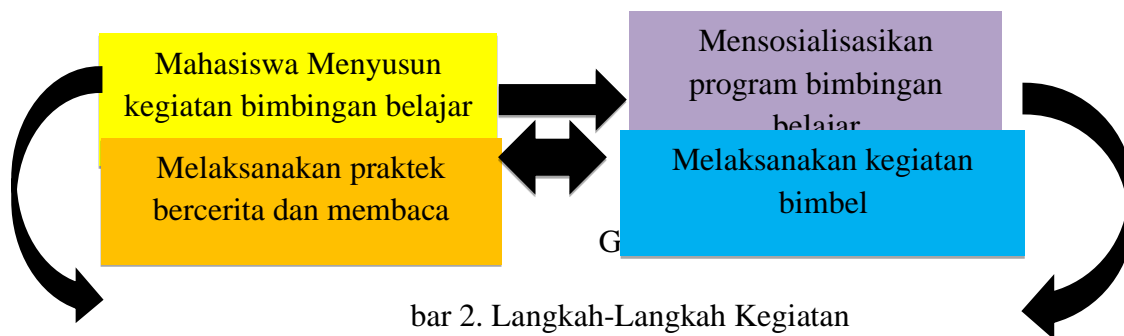 Mahasiswa Menyusun
kegiatan bimbingan belajar
Mensosialisasikan
program bimbingan
belajar
Melaksanakan praktek
bercerita dan membaca
Melaksanakan kegiatan
bimbel
G
bar 2. Langkah-Langkah Kegiatan